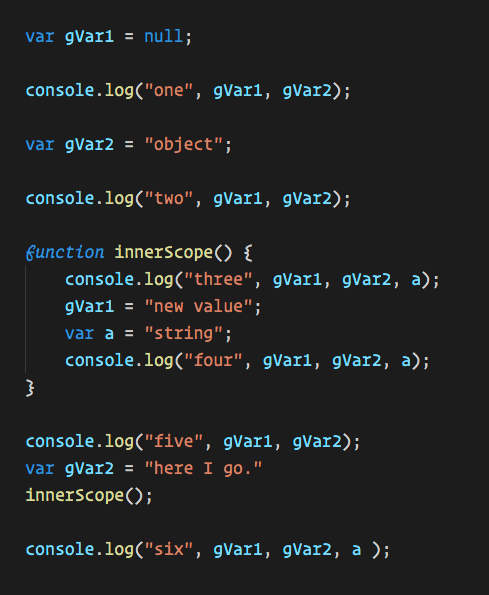 var gVar1 = null;
console.log("one", gVar1, gVar2);
var gVar2 = "object";
console.log("two", gVar1, gVar2);
function innerScope() {
console.log("three", gVar1, gVar2, a);
gVar1 = "new value";
var a = "string";
console.log("four", gVar1, gVar2, a);
}
console.log("five", gVar1, gVar2);
var gVar2 = "here I go."
innerScope();
console.log("six", gVar1, gVar2, a );